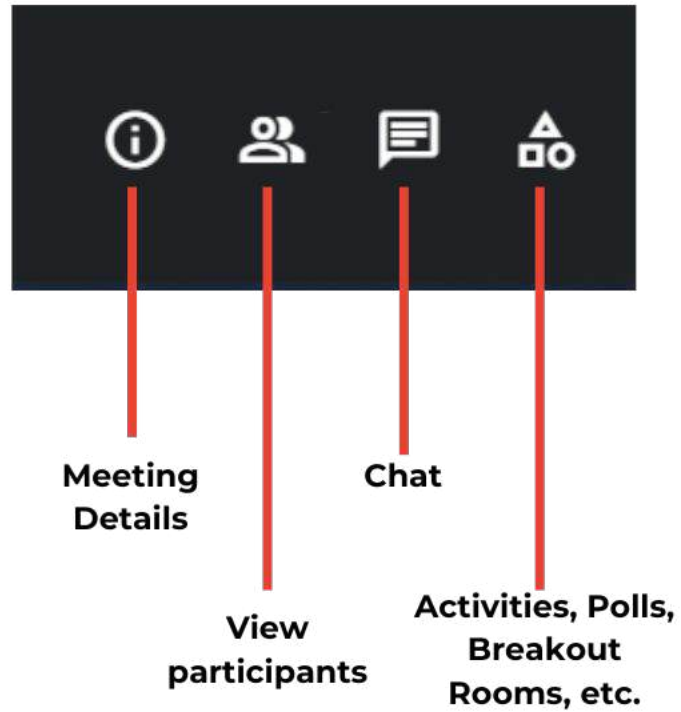 Meeting
Details
Chat
View
participants
Activities, Polls,
Breakout
Rooms, etc.